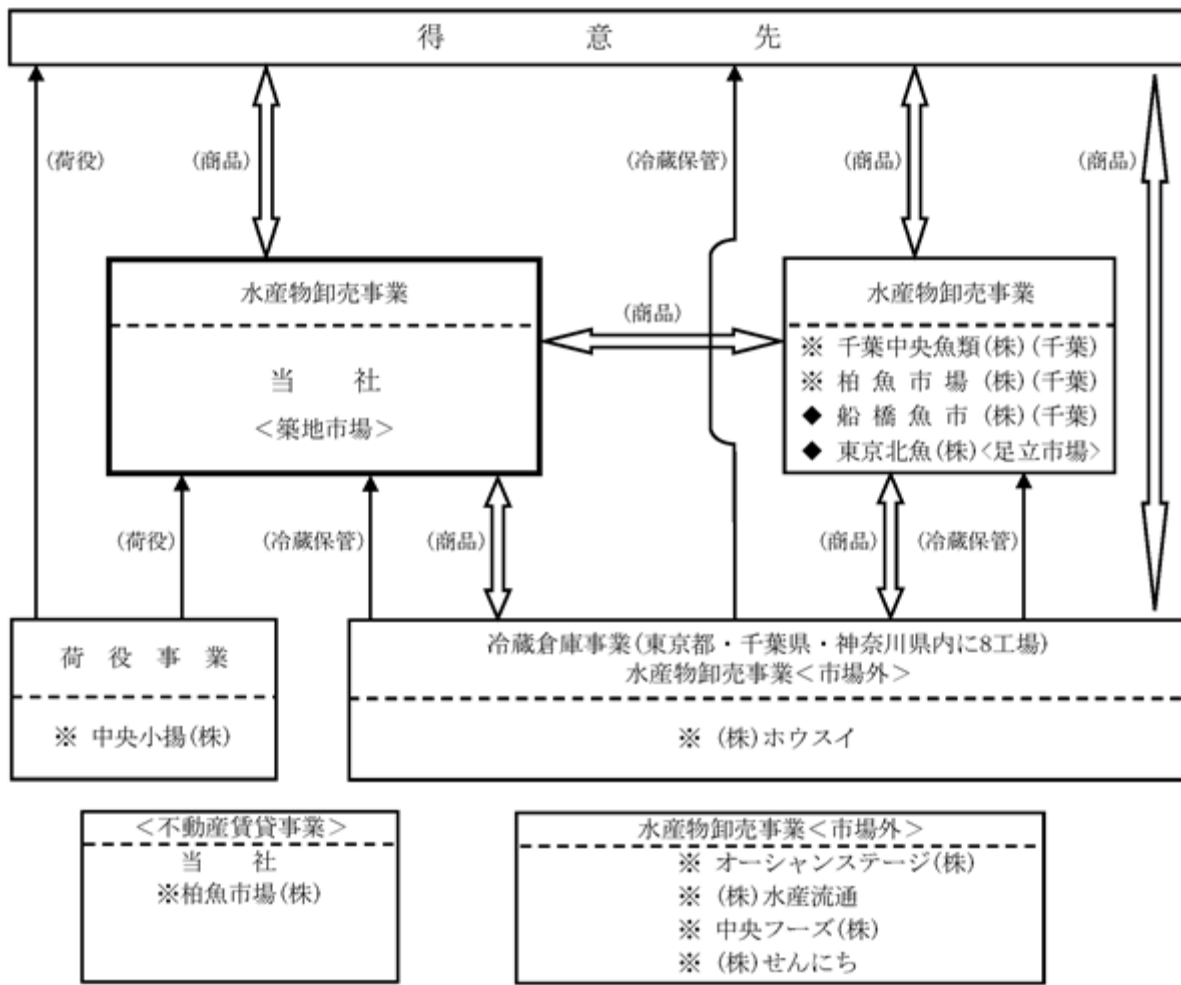 得 意 先
(荷役)
(商品)
(冷蔵保管)
(商品)
(商品)
水産物卸売事業
当 社
<築地市場>
(商品)
水産物卸売事業
※ 千葉中央魚類(株)(千葉)
※ 柏魚市場(株)(千葉)
◆ 船橋魚市(株)(千葉)
◆ 東京北魚(株)<足立市場>
(荷役)
(冷蔵保管)
(商品)
(商品)
(冷蔵保管)
荷役事業
※ 中央小揚(株)
冷蔵倉庫事業(東京都・千葉県・神奈川県内に8工場)
水産物卸売事業<市場外>
※ (株)ホウスイ
<不動産賃貸事業>
当 社
※柏魚市場(株)
水産物卸売事業<市場外>
※ オーシャンステージ(株)
※ (株)水産流通
※ 中央フーズ(株)
※ (株)せんにち